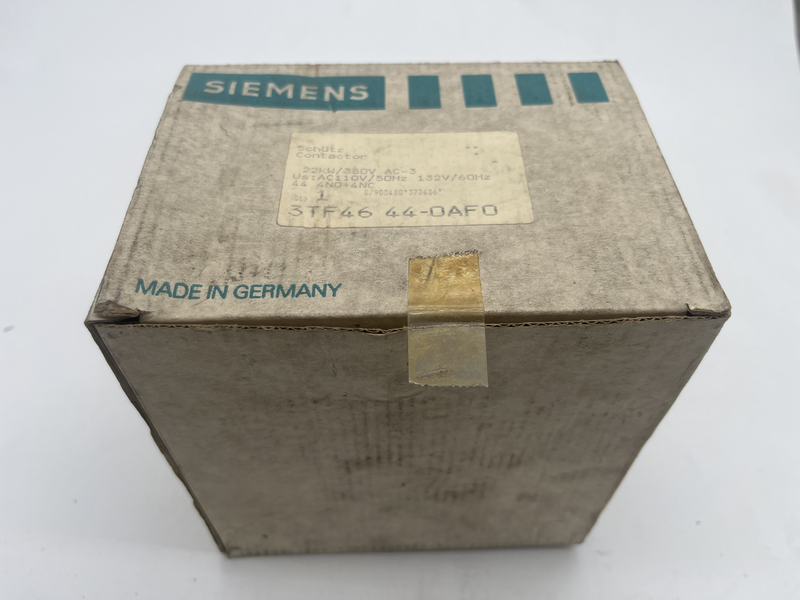 SIEMENS
Schütz
Contactor
22KW/380V AC-3
Us:AC110V/50Hz 132V/60Hz
44 4NO+4NC
1
3TF46 44-0AF0
MADE IN GERMANY